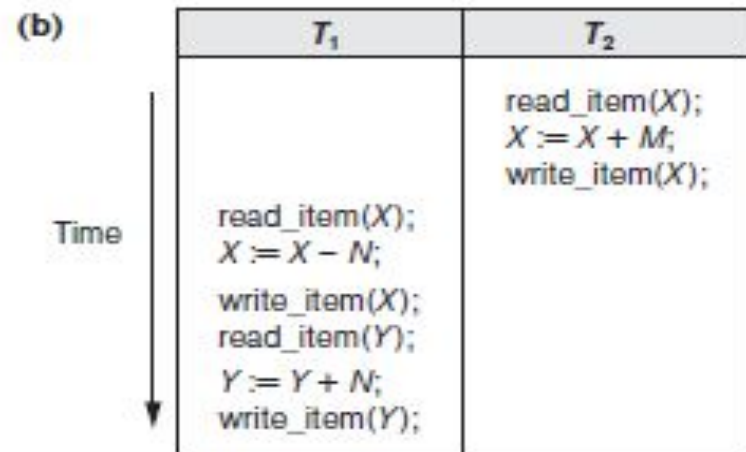 (b)
T₁ T₂
read_item(X);
X := X + M;
write_item(X);
Time
read_item(X);
X := X – N;
write_item(X);
read_item(Y);
Y := Y + N;
write_item(Y);